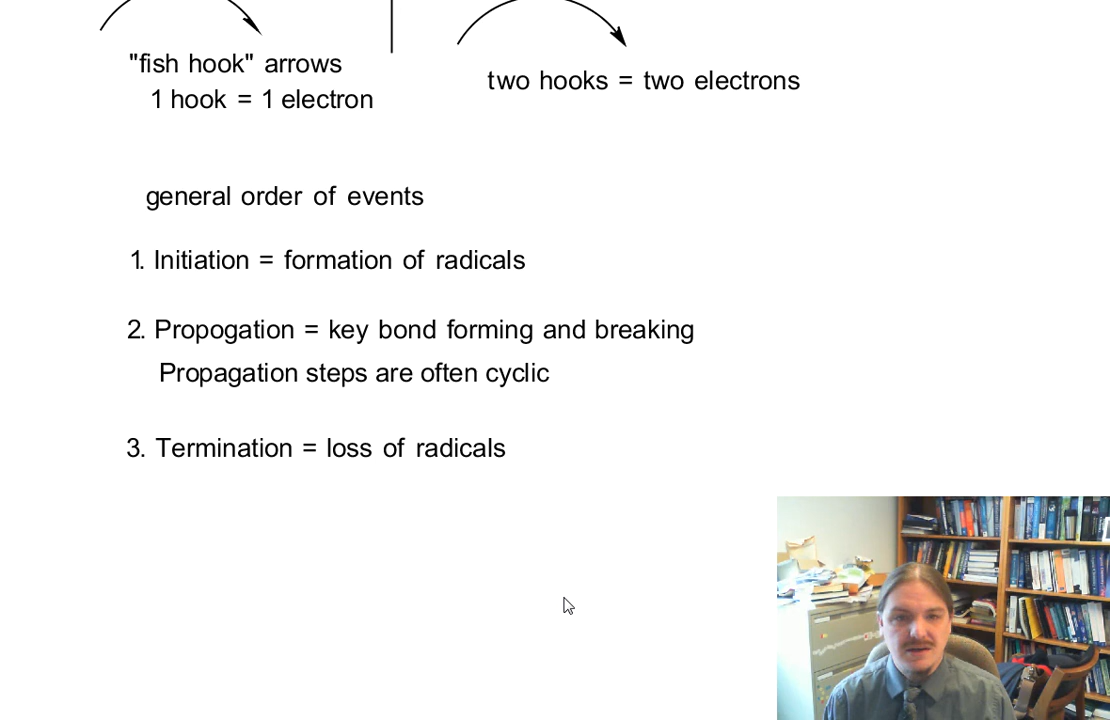 "fish hook" arrows
1 hook = 1 electron
two hooks = two electrons
general order of events
1. Initiation = formation of radicals
2. Propogation = key bond forming and breaking
Propagation steps are often cyclic
3. Termination = loss of radicals